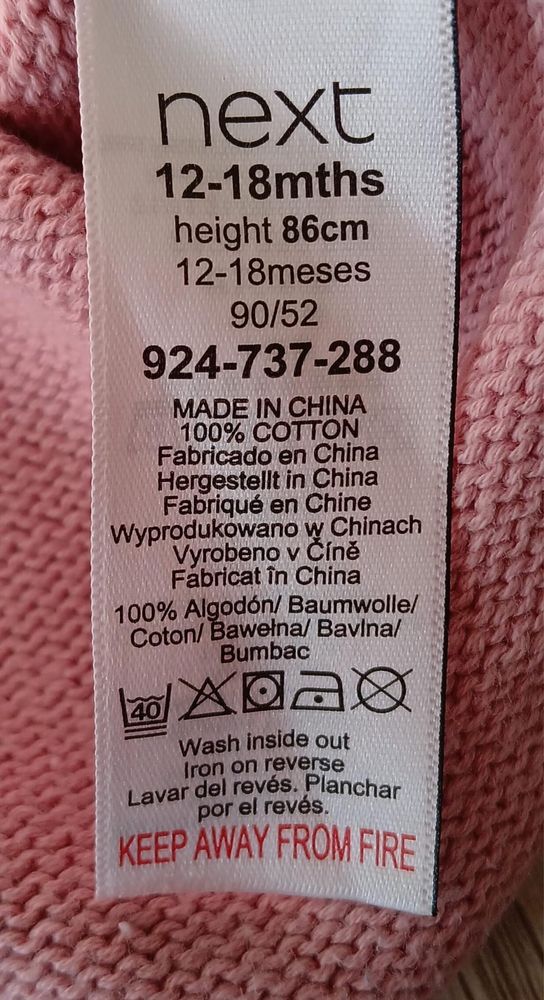 next
12-18mths
height 86cm
12-18meses
90/52
924-737-288
MADE IN CHINA
100% COTTON
Fabricado en China
Hergestellt in China
Fabriqué en Chine
Wyprodukowano w Chinach
Vyrobeno v Číně
Fabricat în China
100% Algodón/ Baumwolle/
Coton/ Bawełna/ Bavlna/
Bumbac
40
Wash inside out
Iron on reverse
Lavar del revés. Planchar
por el revés.
KEEP AWAY FROM FIRE